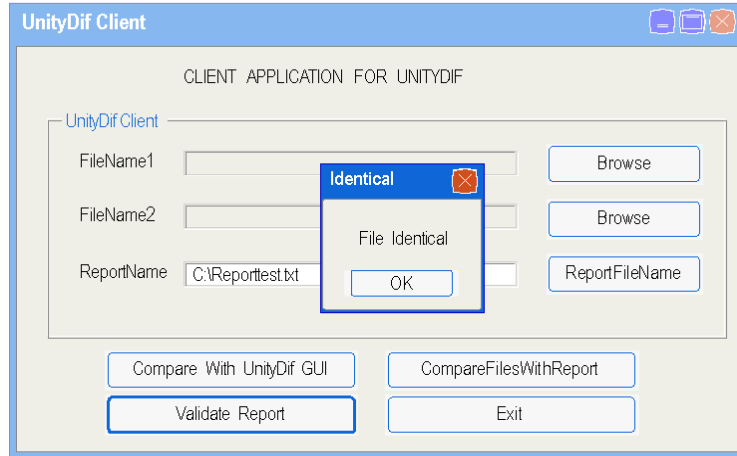 UnityDif Client
CLIENT APPLICATION FOR UNITYDIF
UnityDif Client
FileName1
Browse
Identical
File Identical
OK
FileName2
Browse
ReportName
C:\Reporttest.txt
ReportFileName
Compare With UnityDif GUI
CompareFilesWithReport
Validate Report
Exit